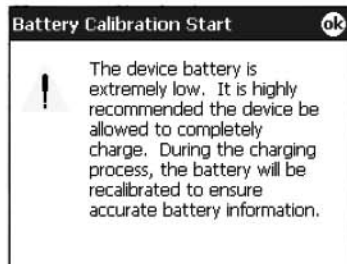 Battery Calibration Start ok
The device battery is
extremely low. It is highly
recommended the device be
allowed to completely
charge. During the charging
process, the battery will be
recalibrated to ensure
accurate battery information.